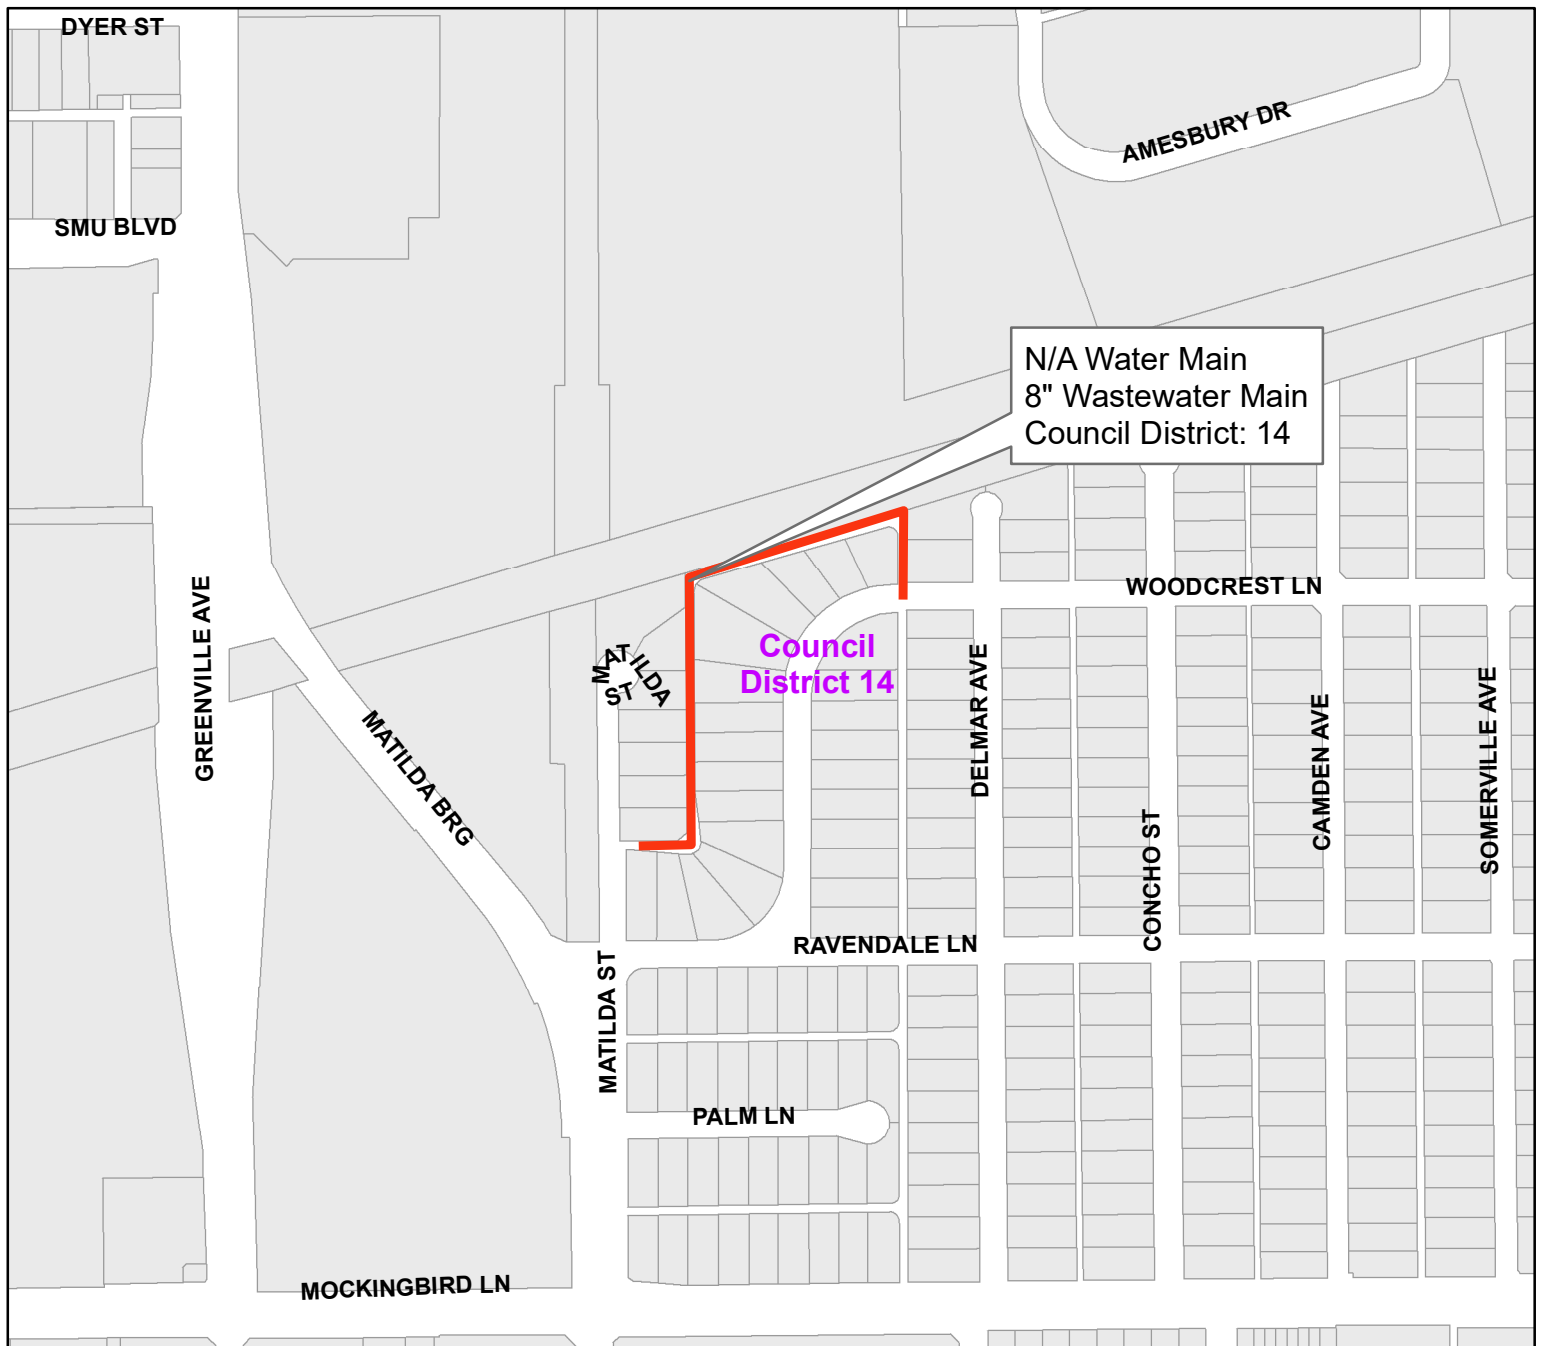 DYER ST
AMESBURY DR
SMU BLVD
N/A Water Main
8" Wastewater Main
Council District: 14
WOODCREST LN
GREENVILLE AVE
MATILDA ST
Council
District 14
DELMAR AVE
MATILDA BRG
CAMDEN AVE
SOMERVILLE AVE
CONCHO ST
RAVENDALE LN
MATILDA ST
PALM LN
MOCKINGBIRD LN